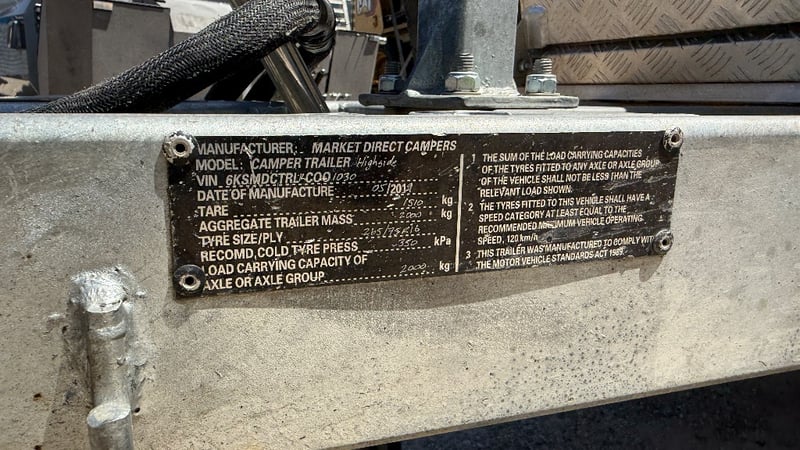 MANUFACTURER: MARKET DIRECT CAMPERS
MODEL: CAMPER TRAILER Highside
VIN 6KSMDCTRL
DATE OF MANUFACTURE 05/201
TARE 1510 kg
AGGREGATE TRAILER MASS 2000 kg
TYRE SIZE/PLY 265/75R16
RECOMD, COLD TYRE PRESS. 350 kPa
LOAD CARRYING CAPACITY OF
AXLE OR AXLE GROUP 2000 kg
1 THE SUM OF THE LOAD CARRYING CAPACITIES
OF THE TYRES FITTED TO ANY AXLE OR AXLE GROUP
OF THE VEHICLE SHALL NOT BE LESS THAN THE
RELEVANT LOAD SHOWN.
2 THE TYRES FITTED TO THIS VEHICLE SHALL HAVE A
SPEED CATEGORY AT LEAST EQUAL TO THE
RECOMMENDED MAXIMUM VEHICLE OPERATING
SPEED, 120 km/h
3 THIS TRAILER WAS MANUFACTURED TO COMPLY WITH
THE MOTOR VEHICLE STANDARDS ACT 1989.